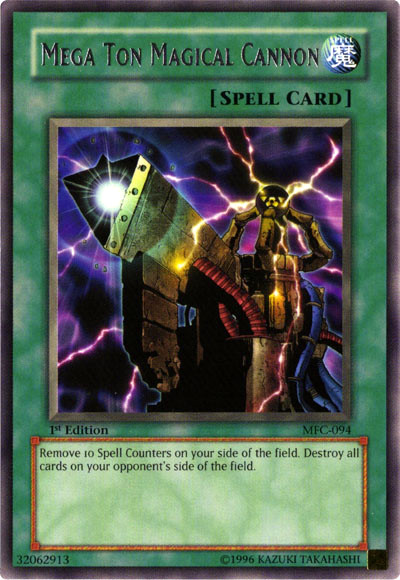 MEGA TON MAGICAL CANNON
SPELL 魔
[SPELL CARD]
1st Edition
MFC-094
Remove 10 Spell Counters on your side of the field. Destroy all
cards on your opponent's side of the field.
32062913
©1996 KAZUKI TAKAHASHI